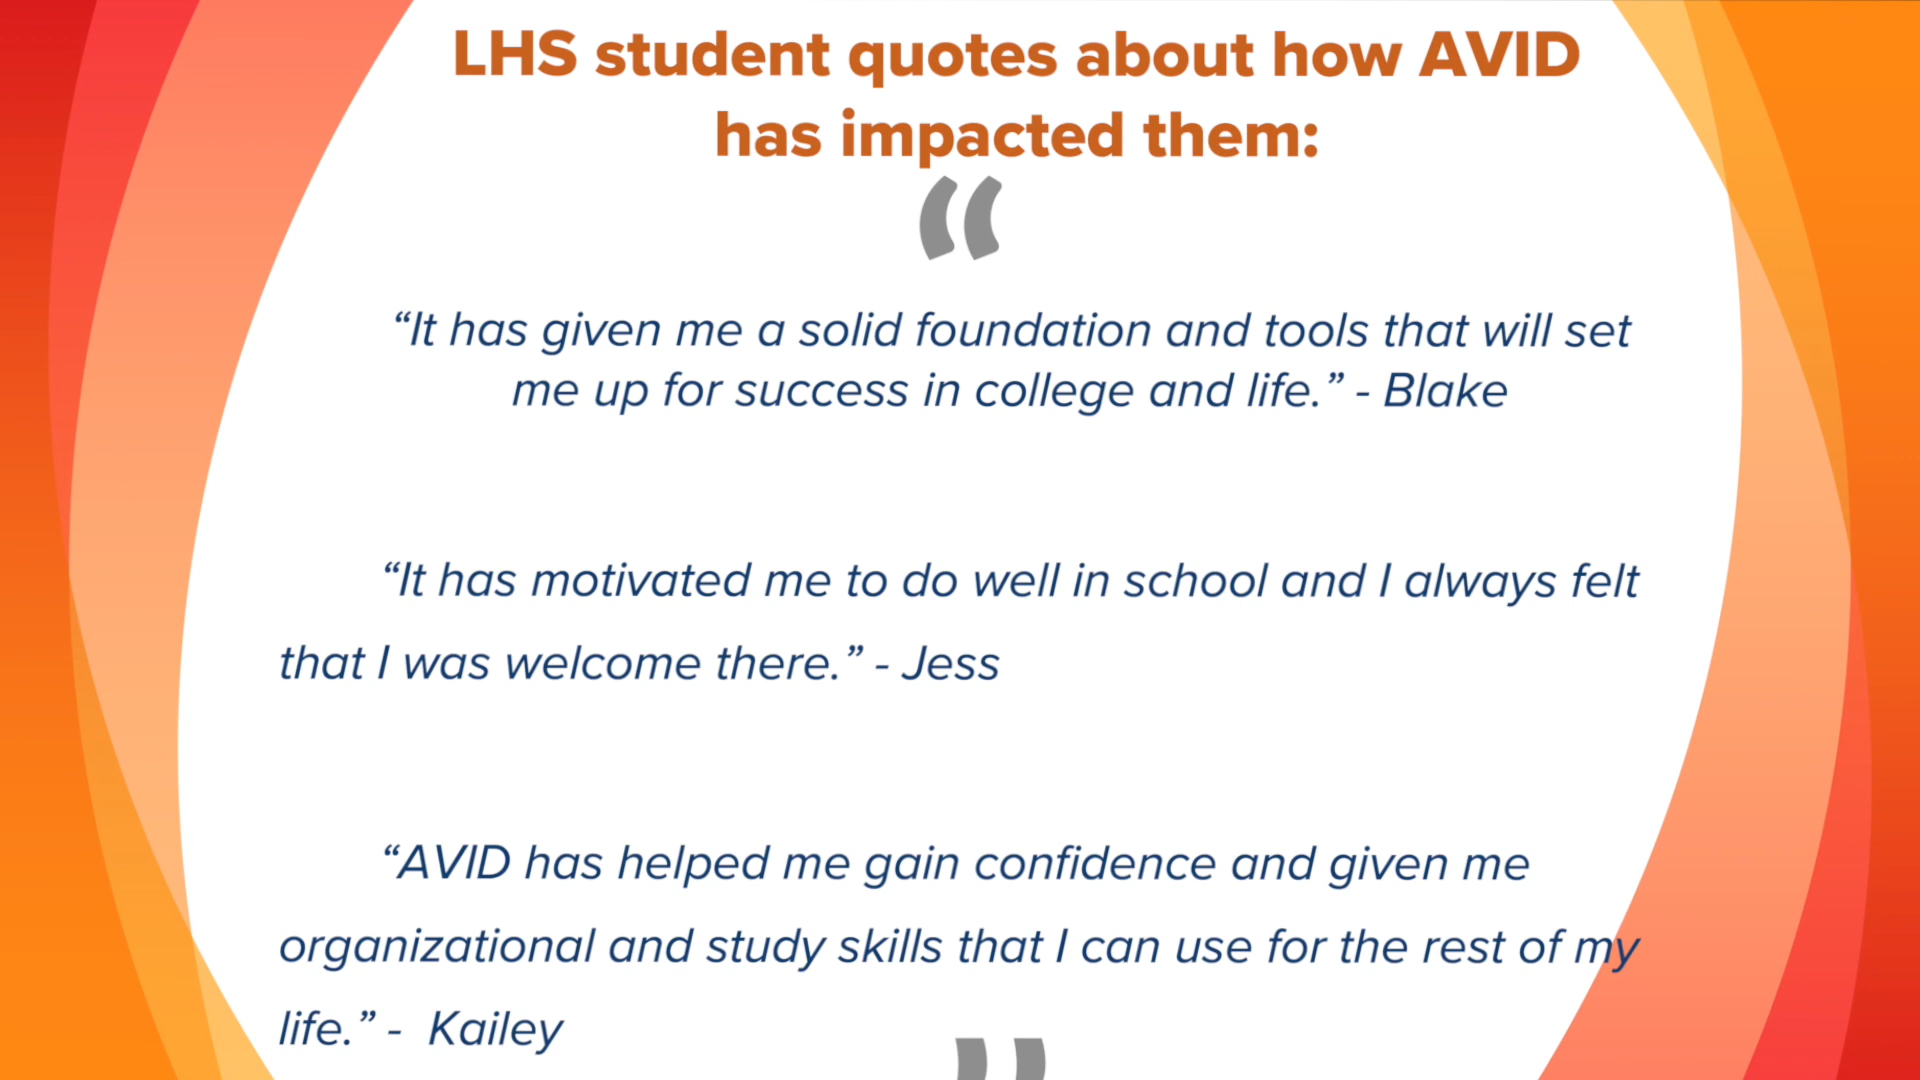 LHS student quotes about how AVID
has impacted them:
“
“It has given me a solid foundation and tools that will set
me up for success in college and life.” - Blake
“It has motivated me to do well in school and I always felt
that I was welcome there.” - Jess
“AVID has helped me gain confidence and given me
organizational and study skills that I can use for the rest of my
life.” -  Kailey
”